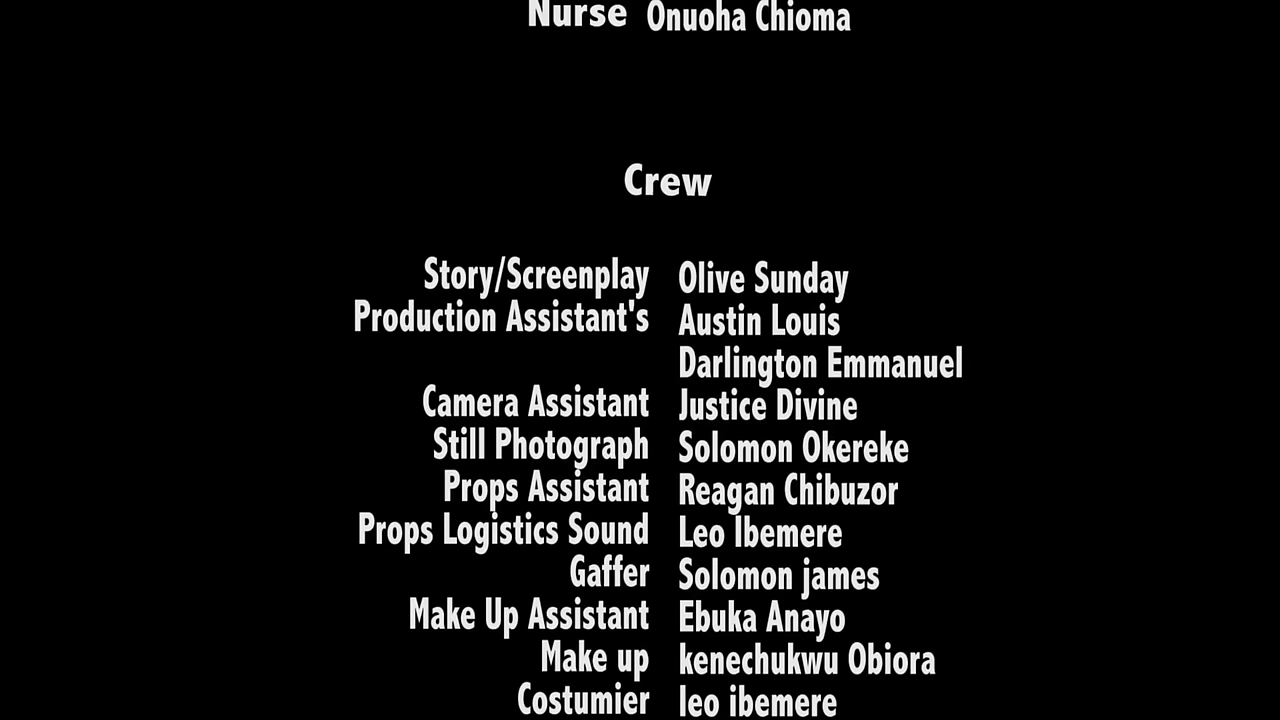 Nurse Onuoha Chioma
Crew
Story/Screenplay Olive Sunday
Production Assistant's Austin Louis
Darlington Emmanuel
Camera Assistant Justice Divine
Still Photograph Solomon Okereke
Props Assistant Reagan Chibuzor
Props Logistics Sound Leo Ibemere
Gaffer Solomon james
Make Up Assistant Ebuka Anayo
Make up kenechukwu Obiora
Costumier leo ibemere